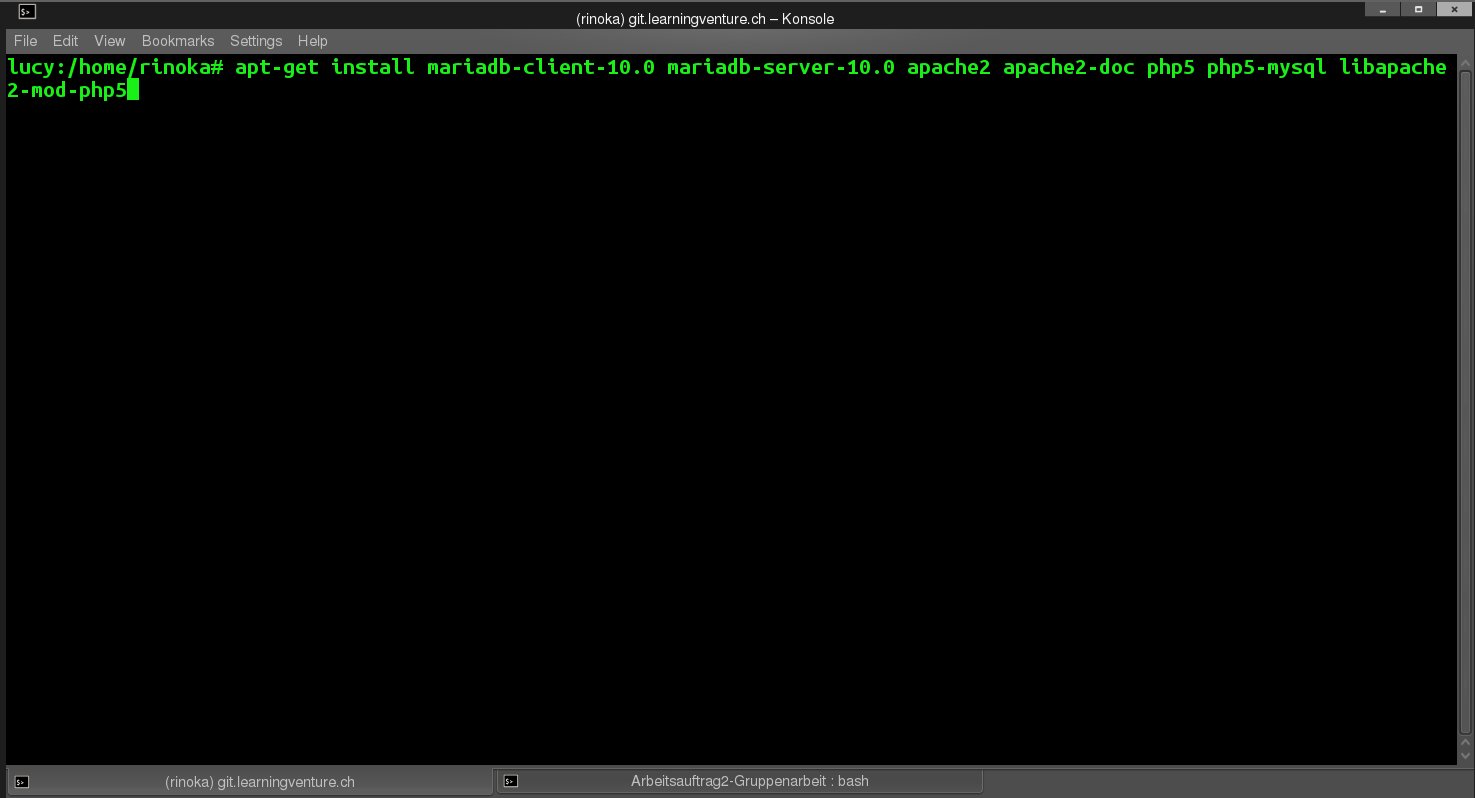 (rinoka) git.learningventure.ch – Konsole
File Edit View Bookmarks Settings Help
lucy:/home/rinoka# apt-get install mariadb-client-10.0 mariadb-server-10.0 apache2 apache2-doc php5 php5-mysql libapache
2-mod-php5
(rinoka) git.learningventure.ch
Arbeitsauftrag2-Gruppenarbeit : bash